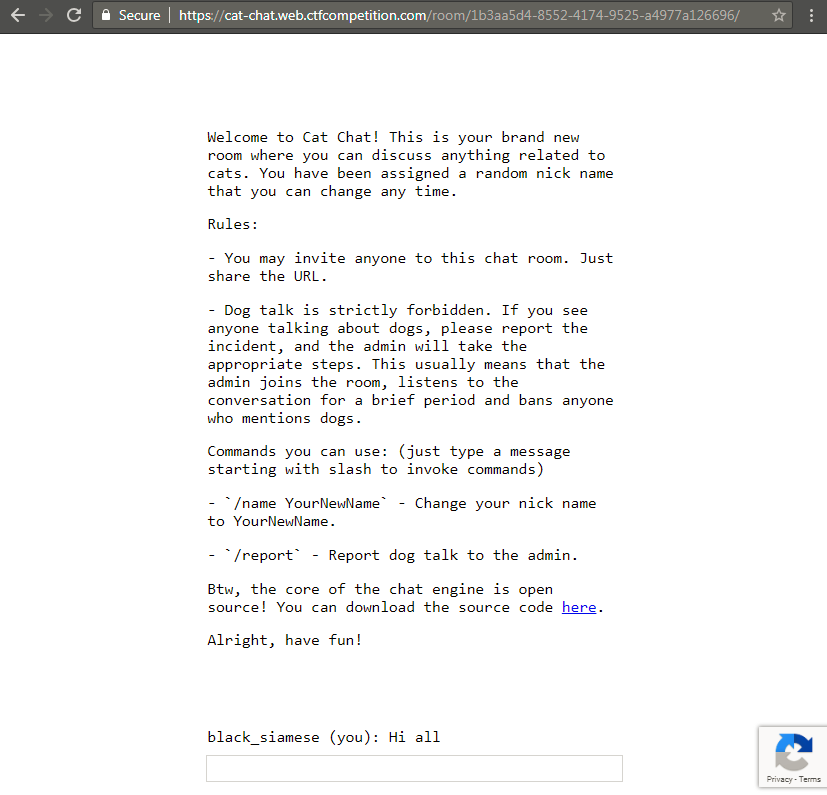 Secure
https://cat-chat.web.ctfcompetition.com/room/1b3aa5d4-8552-4174-9525-a4977a126696/
Welcome to Cat Chat! This is your brand new
room where you can discuss anything related to
cats. You have been assigned a random nick name
that you can change any time.
Rules:
- You may invite anyone to this chat room. Just
share the URL.
- Dog talk is strictly forbidden. If you see
anyone talking about dogs, please report the
incident, and the admin will take the
appropriate steps. This usually means that the
admin joins the room, listens to the
conversation for a brief period and bans anyone
who mentions dogs.
Commands you can use: (just type a message
starting with slash to invoke commands)
- `/name YourNewName` - Change your nick name
to YourNewName.
- `/report` - Report dog talk to the admin.
Btw, the core of the chat engine is open
source! You can download the source code here.
Alright, have fun!
black_siamese (you): Hi all
Privacy - Terms